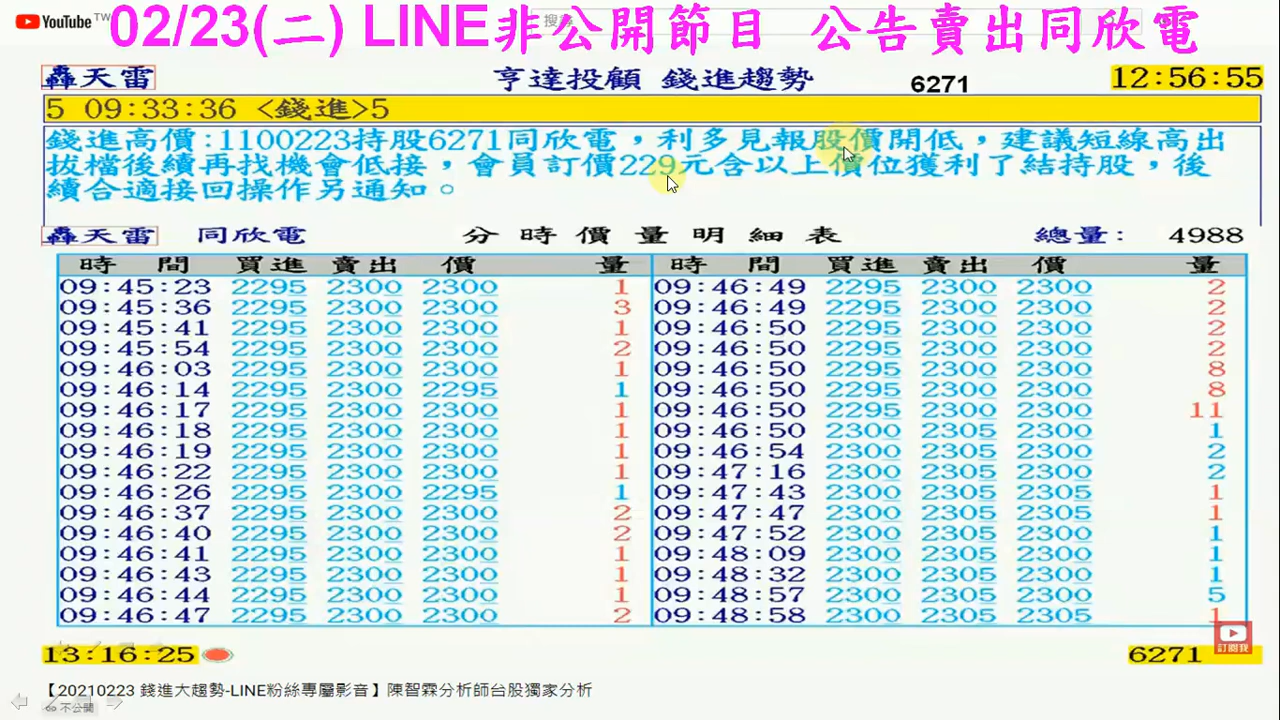 YouTube TW 搜尋
02/23(二) LINE非公開節目 公告賣出同欣電
轟天雷 亨達投顧 錢進趨勢 6271 12:56:55
5 09:33:36 <錢進>5
錢進高價:1100223持股6271同欣電，利多見報股價開低，建議短線高出
拔檔後續再找機會低接，會員訂價229元含以上價位獲利了結持股，後
續合適接回操作另通知。
轟天雷 同欣電 分時價量明細表 總量: 4988
時間 買進 賣出 價 量 時間 買進 賣出 價 量
09:45:23 2295 2300 2300 1 09:46:49 2295 2300 2300 2
09:45:36 2295 2300 2300 3 09:46:49 2295 2300 2300 2
09:45:41 2295 2300 2300 1 09:46:50 2295 2300 2300 2
09:45:54 2295 2300 2300 2 09:46:50 2295 2300 2300 2
09:46:03 2295 2300 2300 1 09:46:50 2295 2300 2300 8
09:46:14 2295 2300 2295 1 09:46:50 2295 2300 2300 8
09:46:17 2295 2300 2300 1 09:46:50 2295 2300 2300 11
09:46:18 2295 2300 2300 1 09:46:50 2300 2305 2300 1
09:46:19 2295 2300 2300 1 09:46:54 2300 2305 2300 2
09:46:22 2295 2300 2300 1 09:47:16 2300 2305 2300 2
09:46:26 2295 2300 2295 1 09:47:43 2300 2305 2305 1
09:46:37 2295 2300 2300 2 09:47:47 2300 2305 2305 1
09:46:40 2295 2300 2300 2 09:47:52 2300 2305 2300 1
09:46:41 2295 2300 2300 1 09:48:09 2300 2305 2300 1
09:46:43 2295 2300 2300 1 09:48:32 2300 2305 2300 1
09:46:44 2295 2300 2300 1 09:48:57 2300 2305 2300 5
09:46:47 2295 2300 2300 2 09:48:58 2300 2305 2305 1
訂閱我
13:16:25 6271
【20210223 錢進大趨勢-LINE粉絲專屬影音】陳智霖分析師台股獨家分析
不公開